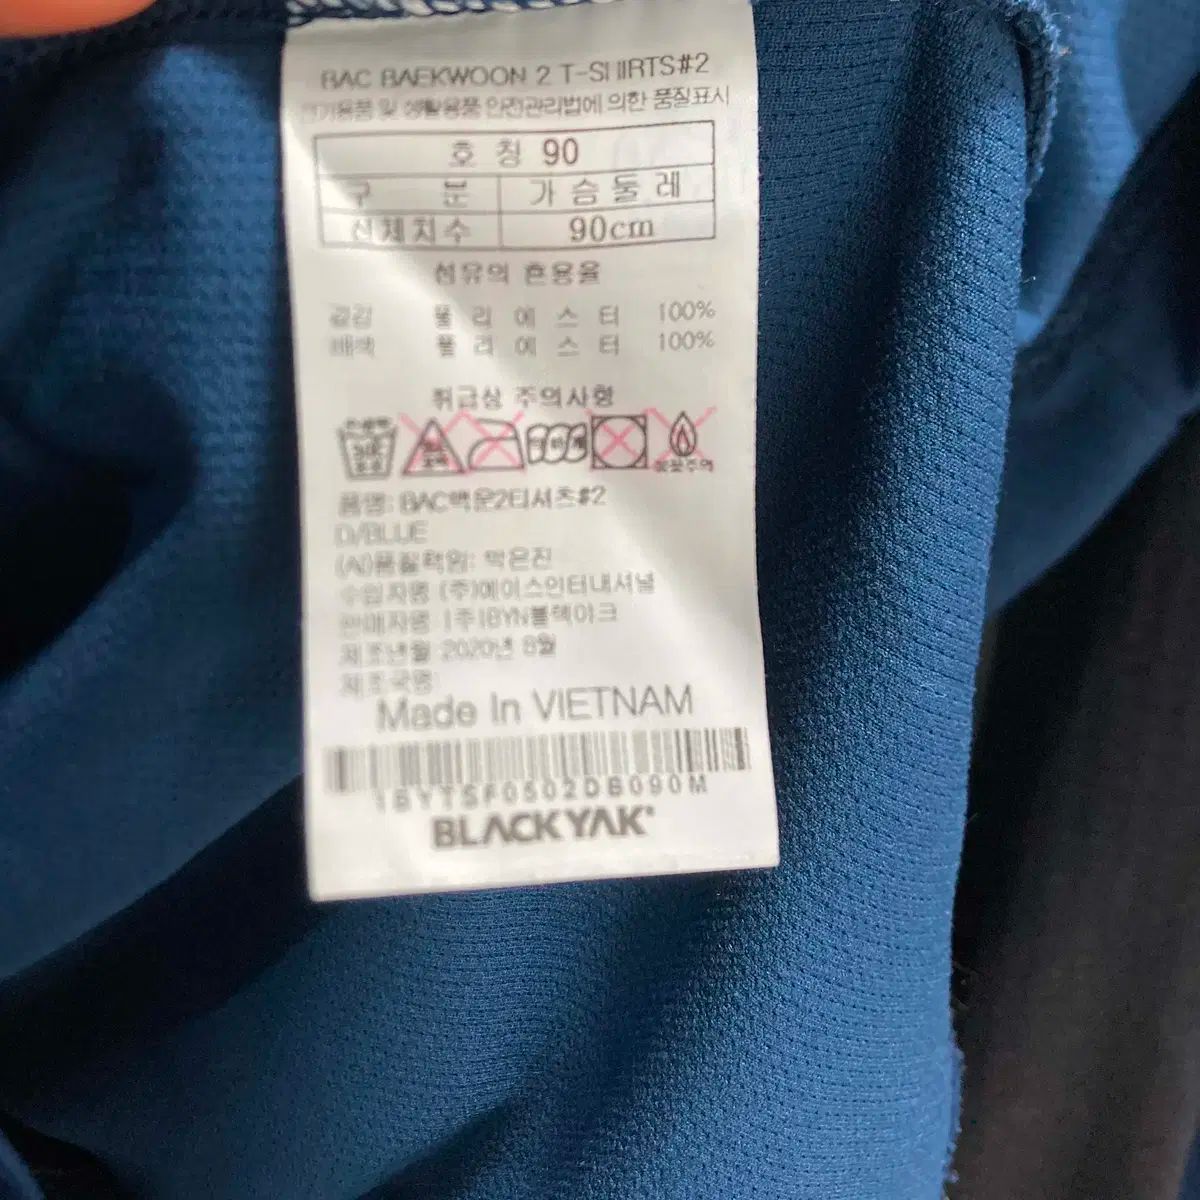 BAC BAEKWOON 2 T-SHIRTS#2
전기용품 및 생활용품 안전관리법에 의한 품질표시
호 칭 90
구 분 가 슴 둘 레
신체치수 90cm
섬유의 혼용율
겉감 폴 리 에 스 터 100%
배색 폴 리 에 스 터 100%
취급상 주의사항
품명: BAC백운2티셔츠#2
D/BLUE
(A)품질책임: 박은진
수입자명 (주)에이스인터내셔널
판매자명 (주)BYN블랙야크
제조년월 2020년 8월
제조국명:
Made In VIETNAM
1BYTSF0502DB090M
BLACKYAK